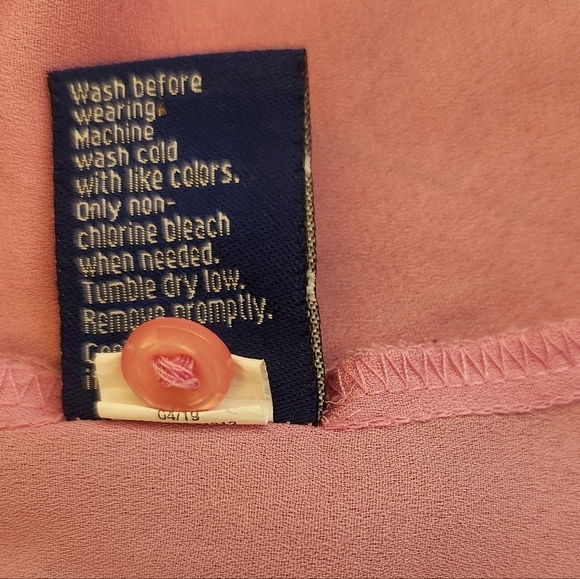 Wash before
wearing.
Machine
wash cold
with like colors.
Only non-
chlorine bleach
when needed.
Tumble dry low.
Remove promptly.
04/19